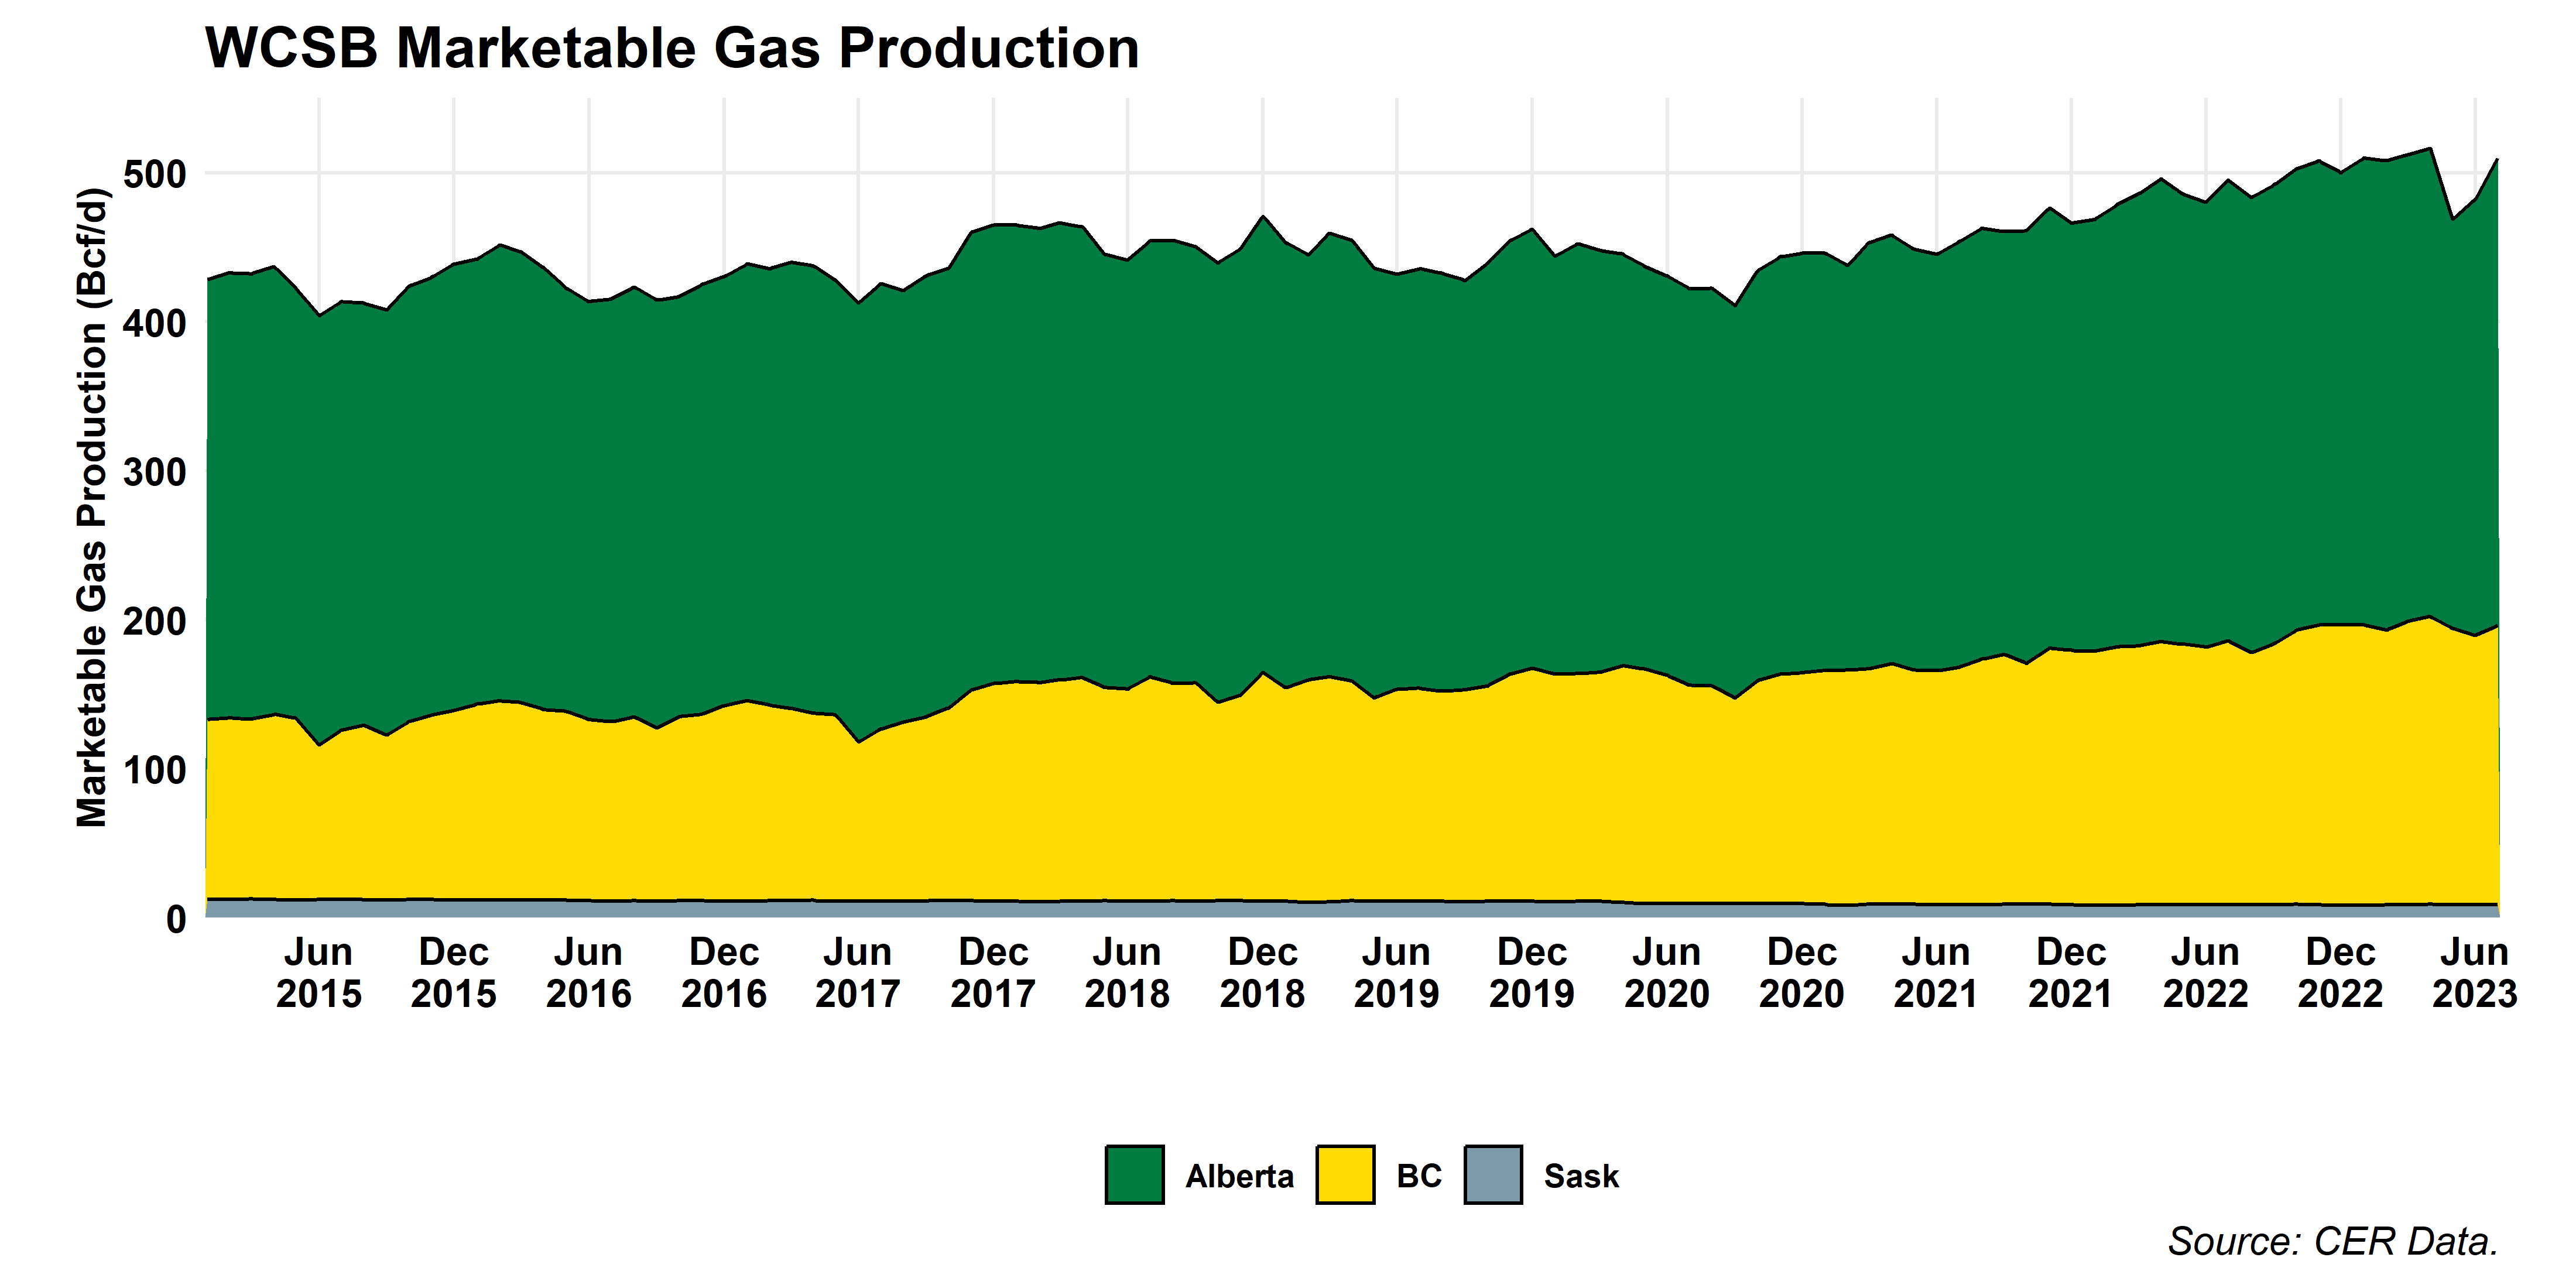 WCSB Marketable Gas Production
Marketable Gas Production (Bcf/d)
500
400
300
200
100
0
Jun Dec Jun Dec Jun Dec Jun Dec Jun Dec Jun Dec Jun Dec Jun Dec Jun
2015 2015 2016 2016 2017 2017 2018 2018 2019 2019 2020 2020 2021 2021 2022 2022 2023
Alberta BC Sask
Source: CER Data.